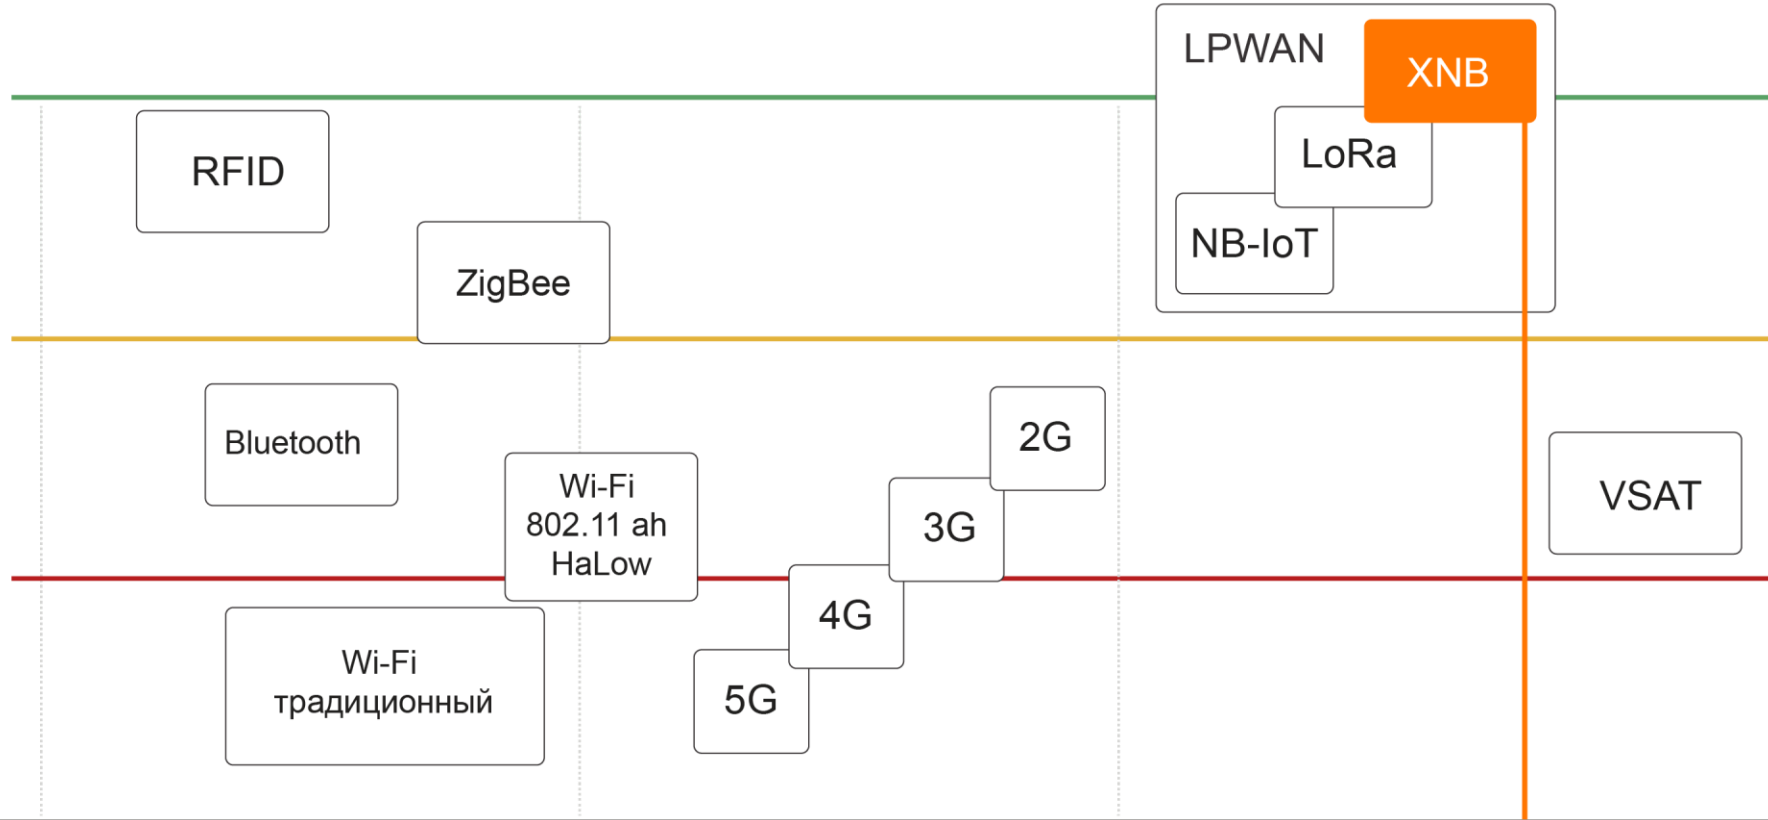 LPWAN
XNB
RFID
LoRa
NB-IoT
ZigBee
Bluetooth
2G
Wi-Fi
802.11 ah
HaLow
3G
VSAT
4G
Wi-Fi
традиционный
5G